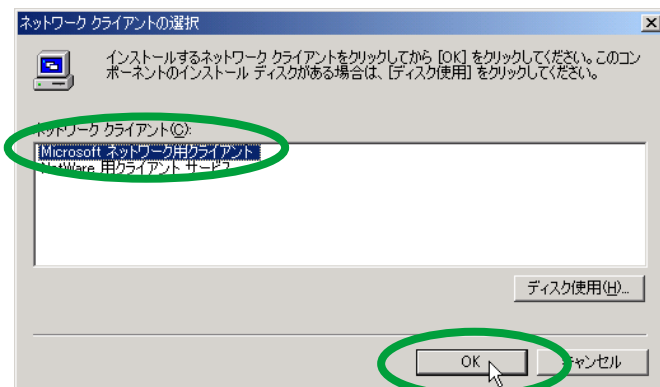 ネットワーク クライアントの選択
インストールするネットワーク クライアントをクリックしてから [OK] をクリックしてください。このコン
ポーネントのインストール ディスクがある場合は、[ディスク使用] をクリックしてください。
ネットワーク クライアント(C):
Microsoft ネットワーク用クライアント
NetWare 用クライアント サービス
ディスク使用(H)...
OK
キャンセル